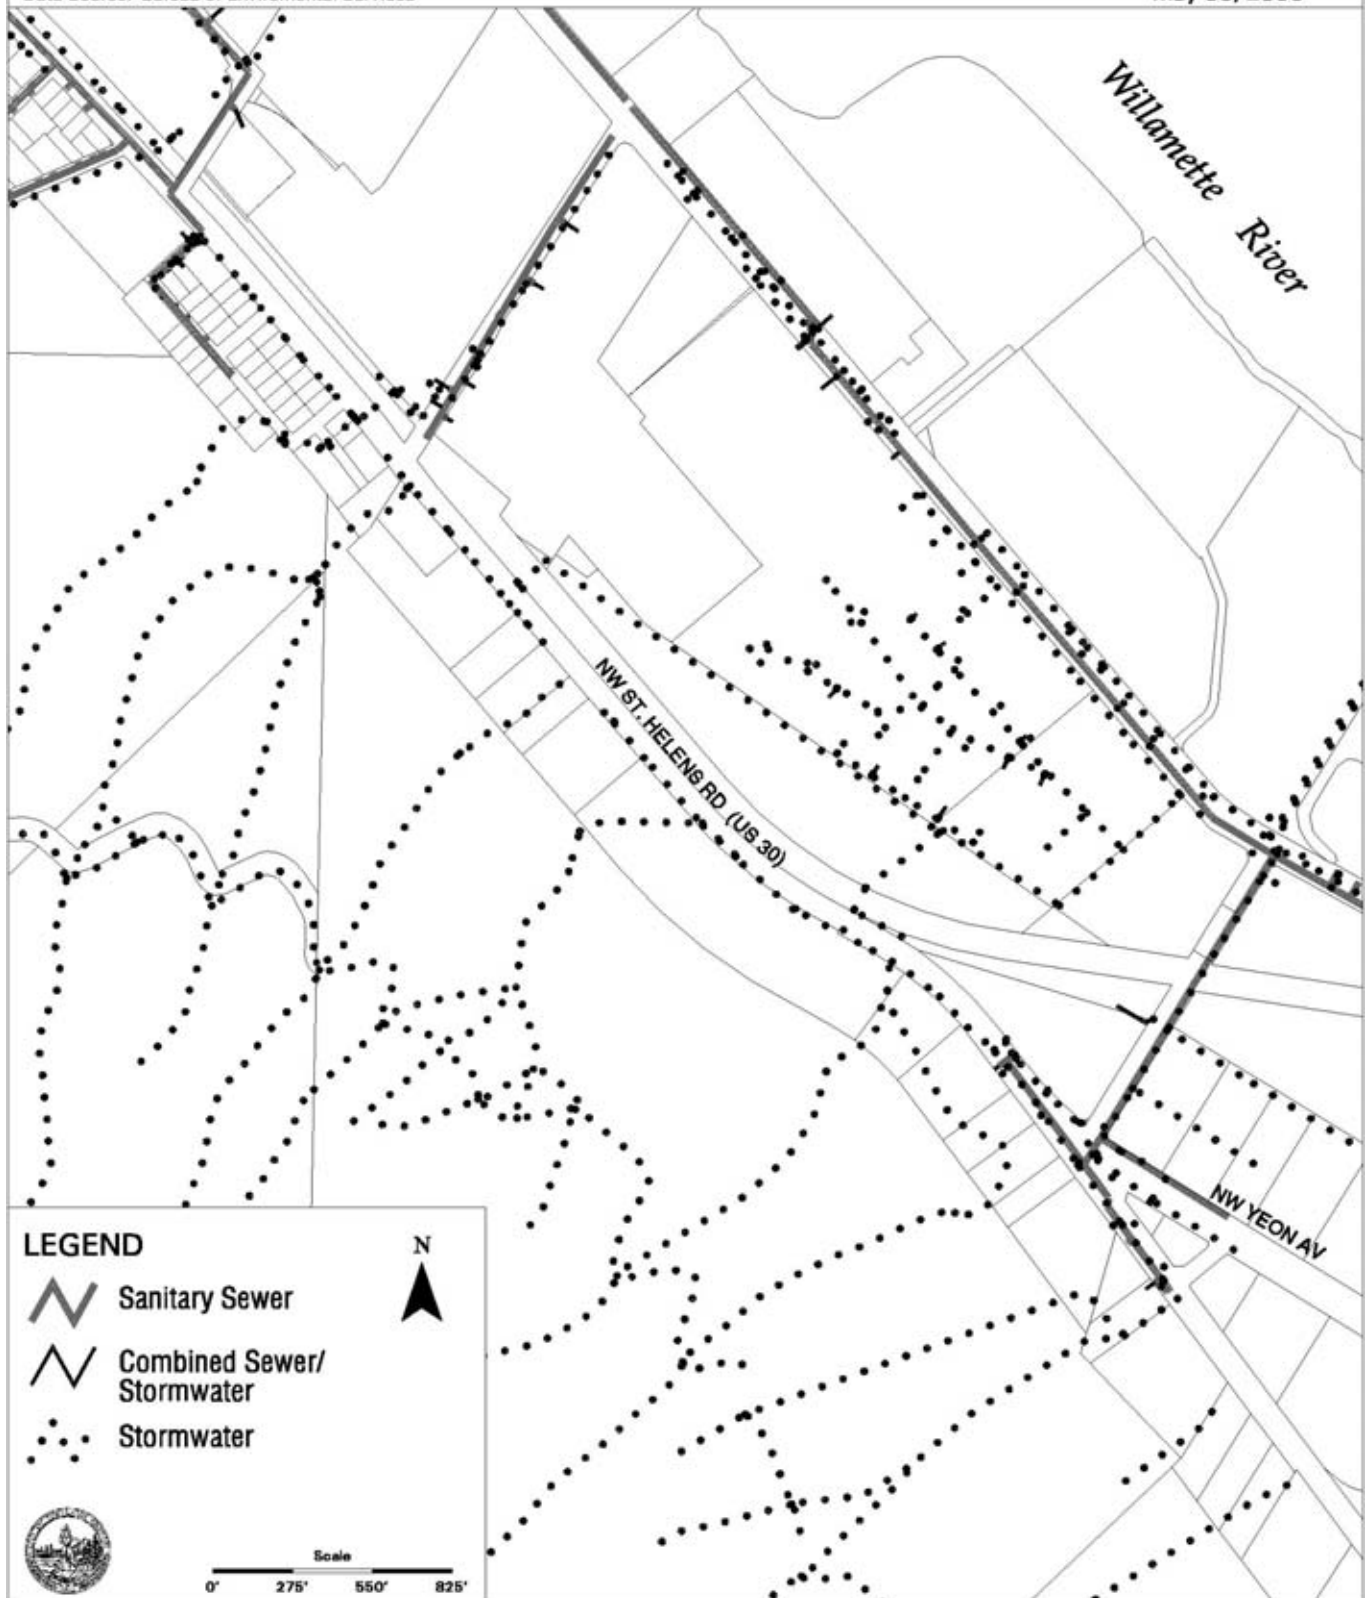 Willamette
River
NW ST. HELENS RD (US 30)
NW YEON AV
LEGEND
N
Sanitary Sewer
Combined Sewer/
Stormwater
Stormwater
Scale
0' 275' 550' 825'